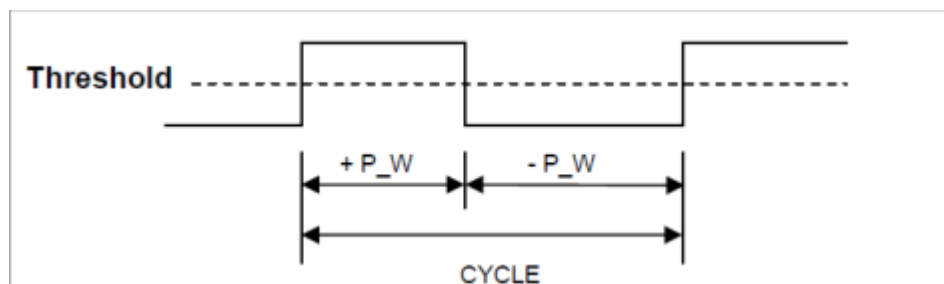 Threshold
+ P_W
- P_W
CYCLE